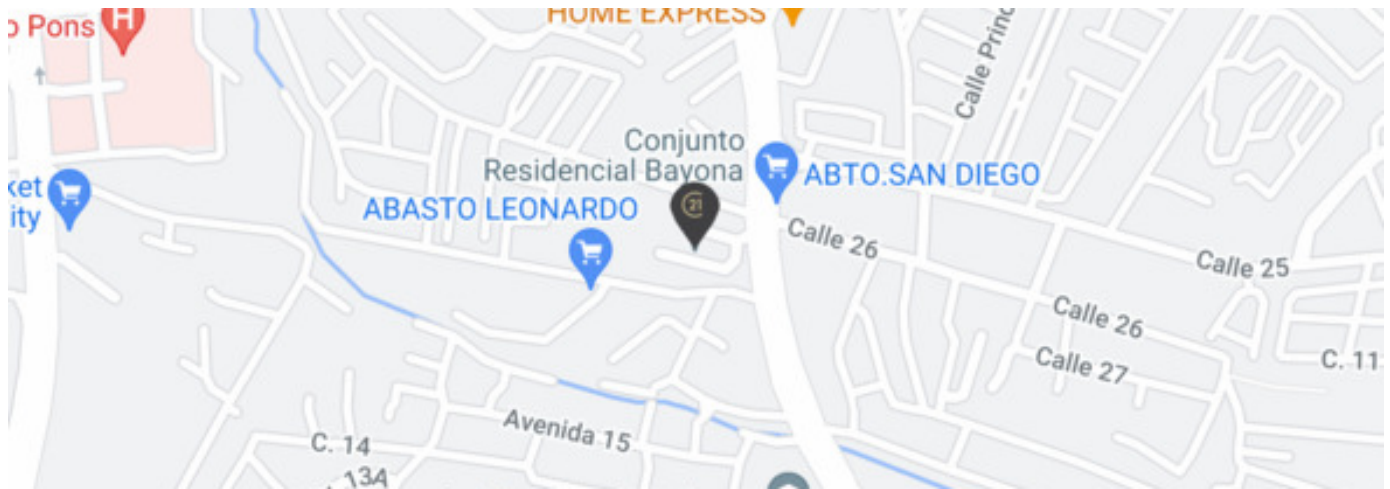 o Pons
H
HOME EXPRESS
Calle Princ
Conjunto
Residencial Bayona
ABTO.SAN DIEGO
ket
ity
ABASTO LEONARDO
21
Calle 26
Calle 25
Calle 26
Calle 27
C. 11
Avenida 15
C. 14
13A